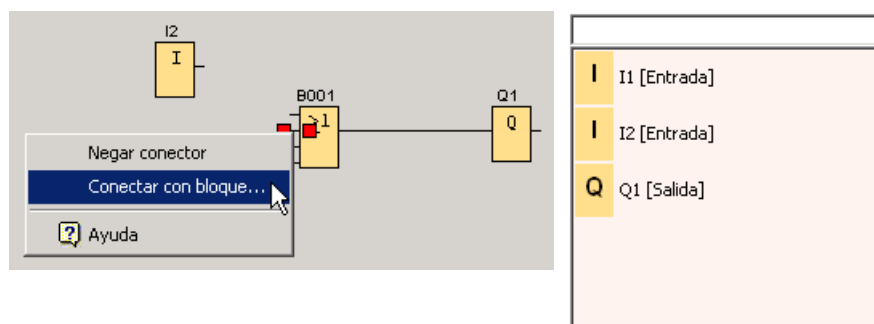 I2
I
B001
>1
Q1
Q
Negar conector
Conectar con bloque...
? Ayuda
I I1 [Entrada]
I I2 [Entrada]
Q Q1 [Salida]